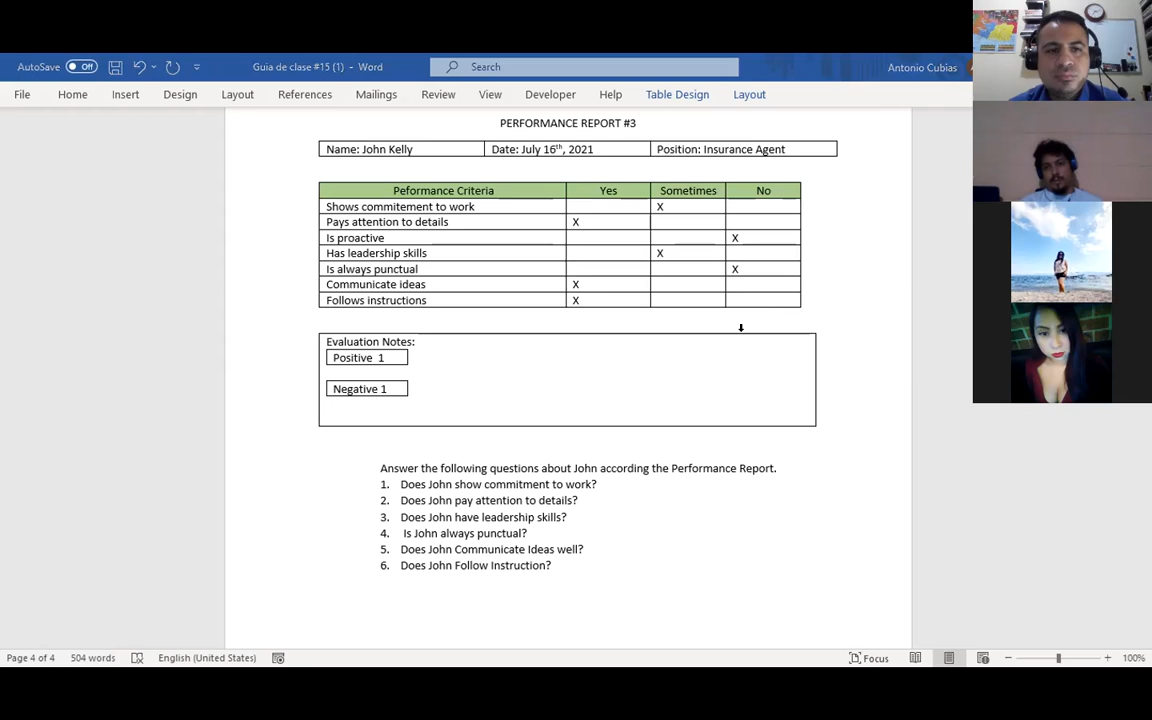 AutoSave Off Guia de clase #15 (1) - Word Search Antonio Cubias
File Home Insert Design Layout References Mailings Review View Developer Help Table Design Layout
PERFORMANCE REPORT #3
Name: John Kelly Date: July 16th, 2021 Position: Insurance Agent
Peformance Criteria Yes Sometimes No
Shows commitement to work X
Pays attention to details X
Is proactive X
Has leadership skills X
Is always punctual X
Communicate ideas X
Follows instructions X
Evaluation Notes:
Positive 1
Negative 1
Answer the following questions about John according the Performance Report.
1. Does John show commitment to work?
2. Does John pay attention to details?
3. Does John have leadership skills?
4. Is John always punctual?
5. Does John Communicate Ideas well?
6. Does John Follow Instruction?
Page 4 of 4 504 words English (United States) Focus 100%